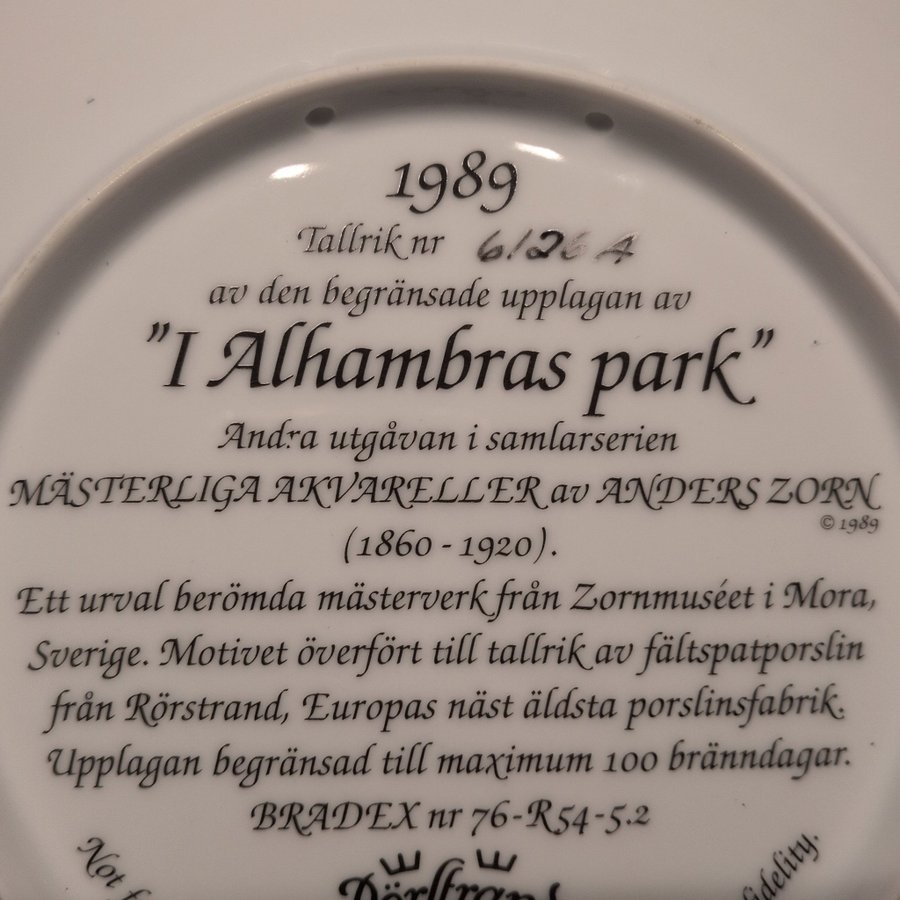 1989
Tallrik nr 6126 A
av den begränsade upplagan av
"I Alhambras park"
Andra utgåvan i samlarserien
MÄSTERLIGA AKVARELLER av ANDERS ZORN
© 1989
(1860 - 1920).
Ett urval berömda mästerverk från Zornmuséet i Mora,
Sverige. Motivet överfört till tallrik av fältspatporslin
från Rörstrand, Europas näst äldsta porslinsfabrik.
Upplagan begränsad till maximum 100 bränndagar.
BRADEX nr 76-R54-5.2
Not